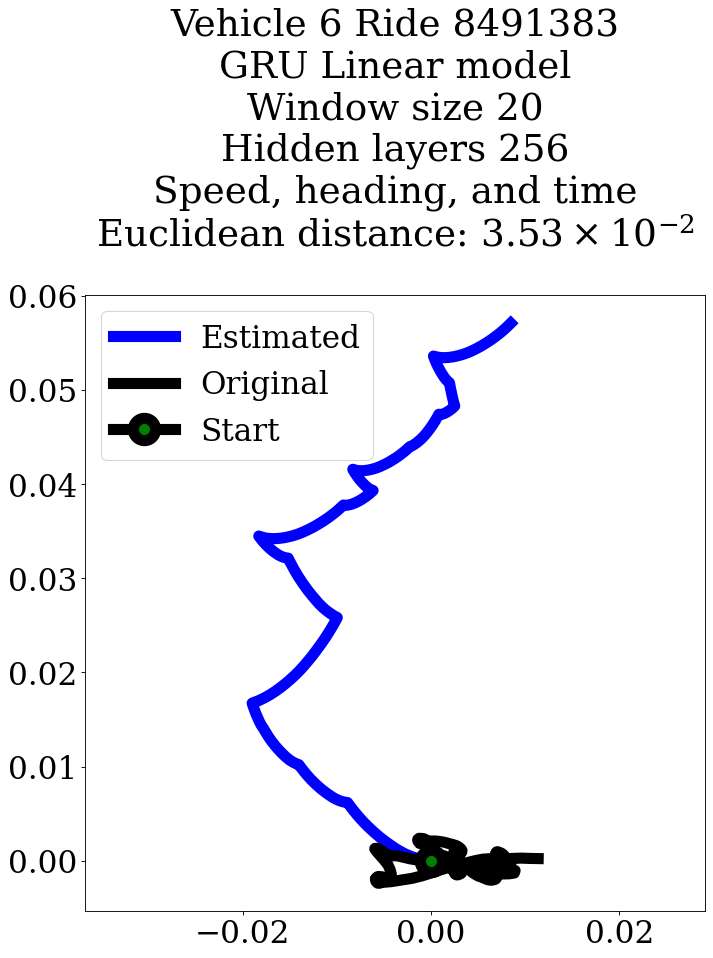 Vehicle 6 Ride 8491383
GRU Linear model
Window size 20
Hidden layers 256
Speed, heading, and time
Euclidean distance: 3.53 × 10⁻²
0.06
Estimated
Original
Start
0.05
0.04
0.03
0.02
0.01
0.00
−0.02 0.00 0.02